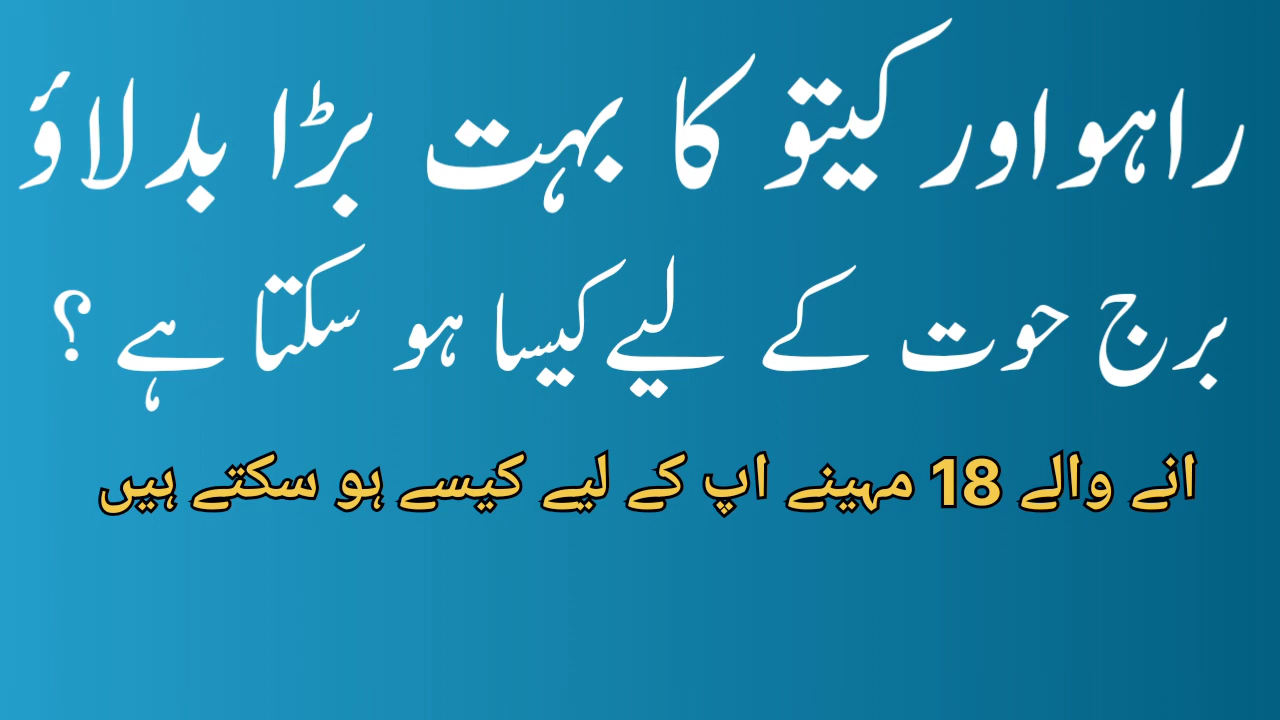 راہو اور کیتو کا بہت بڑا بدلاؤ
برج حوت کے لیے کیسا ہو سکتا ہے ؟
انے والے 18 مہینے اپ کے لیے کیسے ہو سکتے ہیں